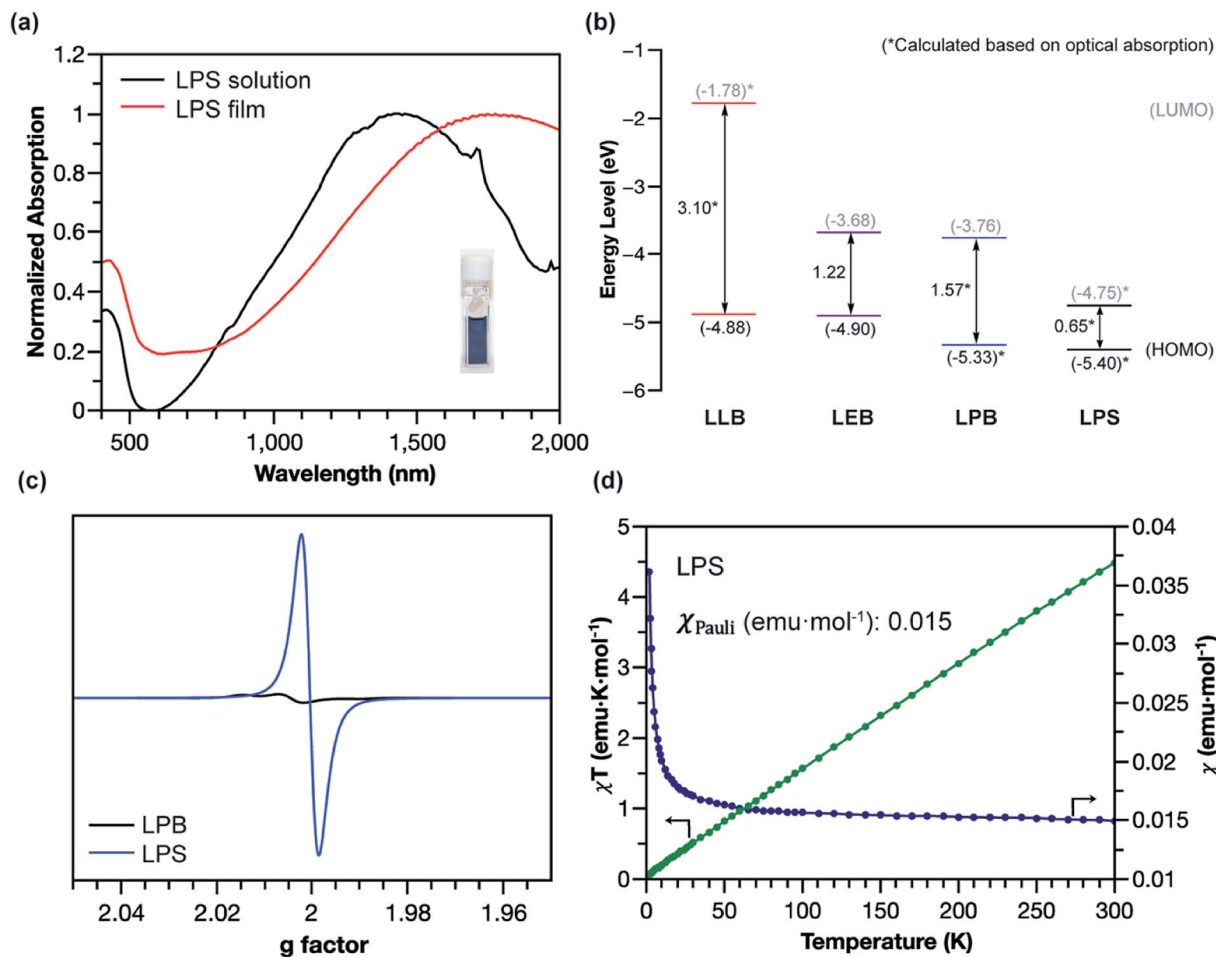 (a)
1.2
1
0.8
0.6
0.4
0.2
0
Normalized Absorption
LPS solution
LPS film
500
1,000
1,500
2,000
Wavelength (nm)
(b)
(*Calculated based on optical absorption)
−1
−2
−3
−4
−5
−6
Energy Level (eV)
(-1.78)*
(LUMO)
3.10*
(-3.68)
(-3.76)
1.22
1.57*
(-4.75)*
0.65*
(-4.88)
(-4.90)
(-5.33)*
(-5.40)*
(HOMO)
LLB
LEB
LPB
LPS
(c)
LPB
LPS
2.04
2.02
2
1.98
1.96
g factor
(d)
5
4
3
2
1
0
χT (emu·K·mol⁻¹)
LPS
χPauli (emu·mol⁻¹): 0.015
0.04
0.035
0.03
0.025
0.02
0.015
0.01
χ (emu·mol⁻¹)
0
50
100
150
200
250
300
Temperature (K)